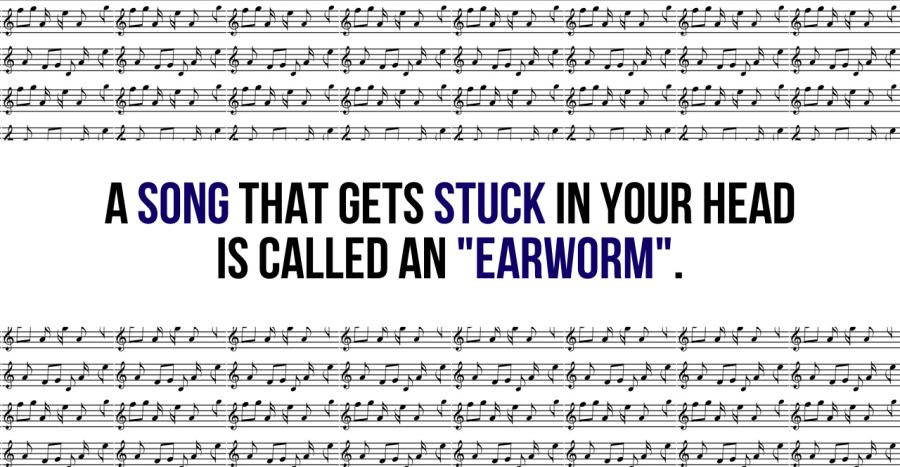 A SONG THAT GETS STUCK IN YOUR HEAD
IS CALLED AN "EARWORM".